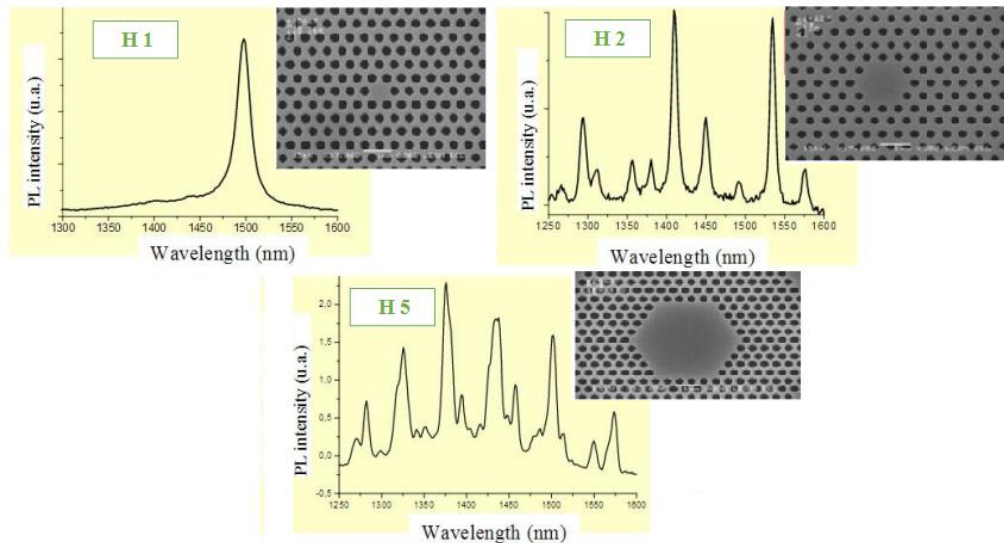 H 1
PL intensity (u.a.)
1300 1350 1400 1450 1500 1550 1600
Wavelength (nm)
H 2
PL intensity (u.a.)
1250 1300 1350 1400 1450 1500 1550 1600
Wavelength (nm)
H 5
PL intensity (u.a.)
2,0
1,5
1,0
0,5
0,0
-0,5
1250 1300 1350 1400 1450 1500 1550 1600
Wavelength (nm)